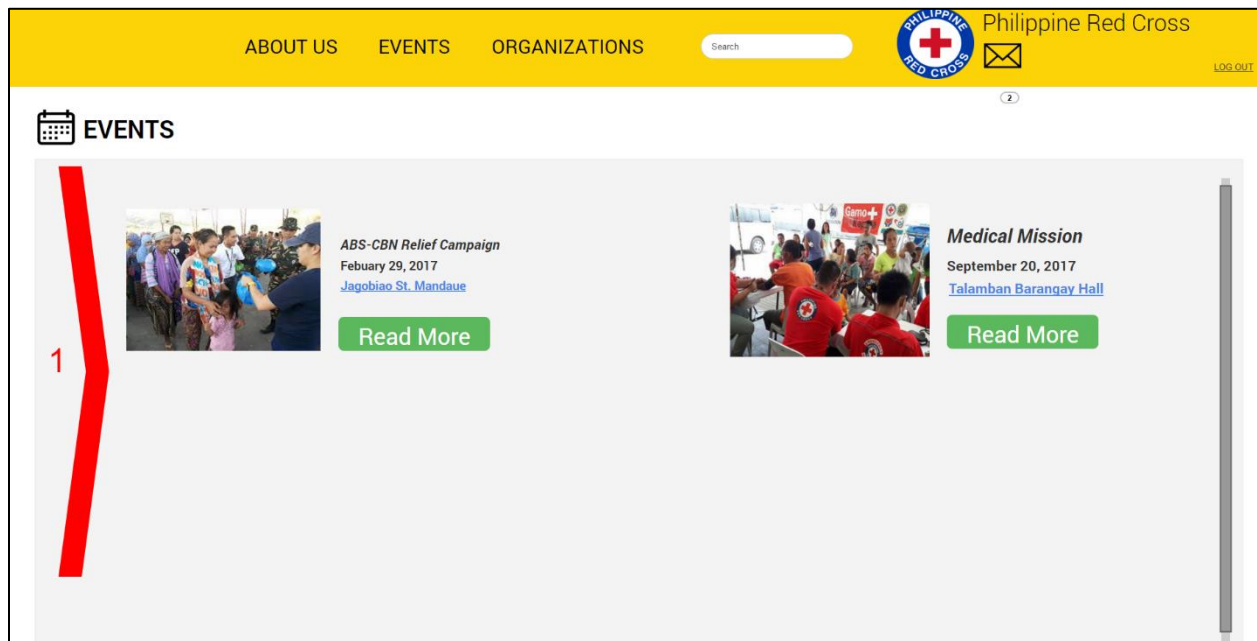 ABOUT US
EVENTS
ORGANIZATIONS
Search
PHILIPPINE
RED CROSS
Philippine Red Cross
LOG OUT
2
EVENTS
1
ABS-CBN Relief Campaign
Febuary 29, 2017
Jagobiao St. Mandaue
Read More
Gamo+
Medical Mission
September 20, 2017
Talamban Barangay Hall
Read More